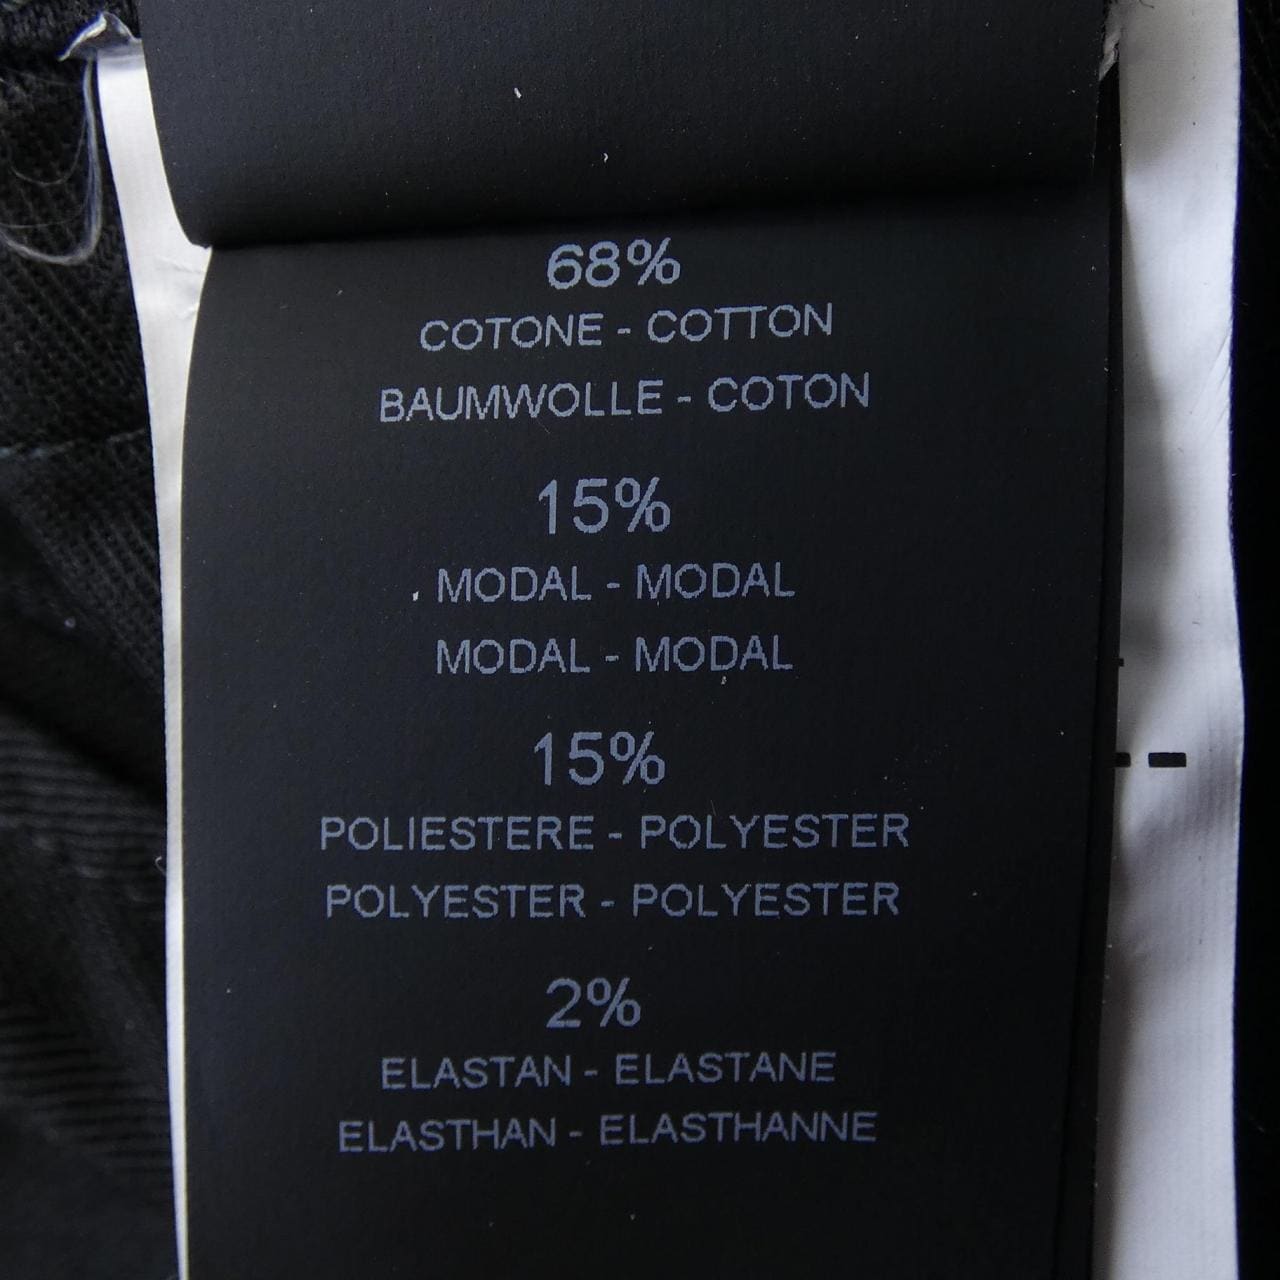 68%
COTONE - COTTON
BAUMWOLLE - COTON
15%
MODAL - MODAL
MODAL - MODAL
15%
POLIESTERE - POLYESTER
POLYESTER - POLYESTER
2%
ELASTAN - ELASTANE
ELASTHAN - ELASTHANNE